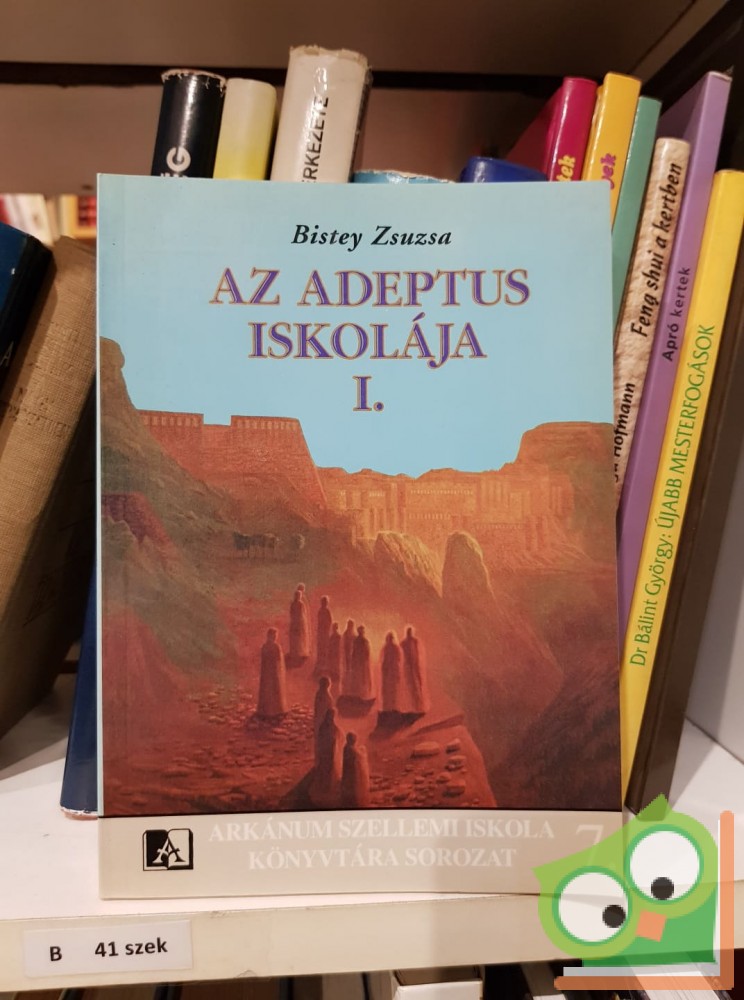 Bistey Zsuzsa
AZ ADEPTUS
ISKOLÁJA
I.
ARKÁNUM SZELLEMI ISKOLA
KÖNYVTÁRA SOROZAT
7.
A
Feng shui a kertben
Hofmann
Apró kertek
Dr Bálint György: ÚJABB MESTERFOGÁSOK
B 41 szek